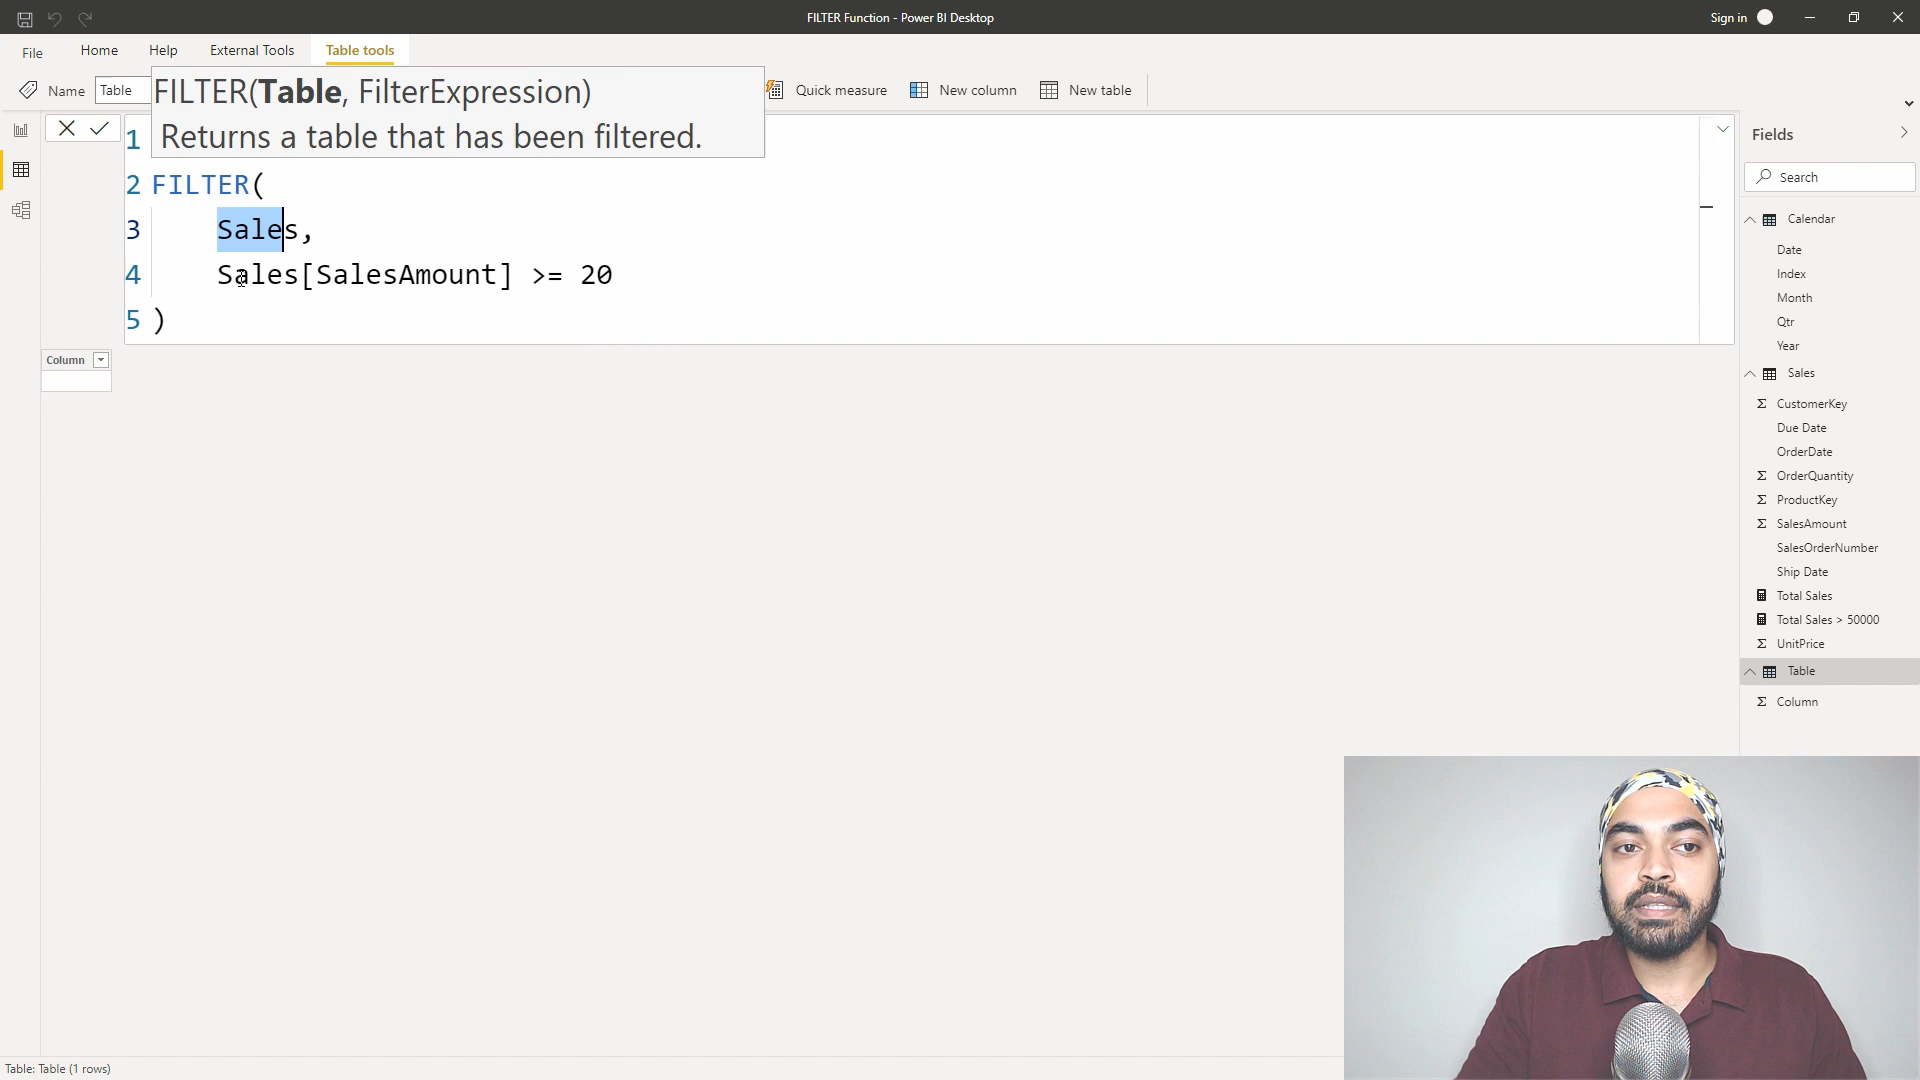 FILTER Function - Power BI Desktop
Sign in
File
Home
Help
External Tools
Table tools
Name
Table
FILTER(Table, FilterExpression)
Returns a table that has been filtered.
Quick measure
New column
New table
1
2 FILTER(
3 Sales,
4 Sales[SalesAmount] >= 20
5 )
Column
Fields
Search
Calendar
Date
Index
Month
Qtr
Year
Sales
CustomerKey
Due Date
OrderDate
OrderQuantity
ProductKey
SalesAmount
SalesOrderNumber
Ship Date
Total Sales
Total Sales > 50000
UnitPrice
Table
Column
Table: Table (1 rows)